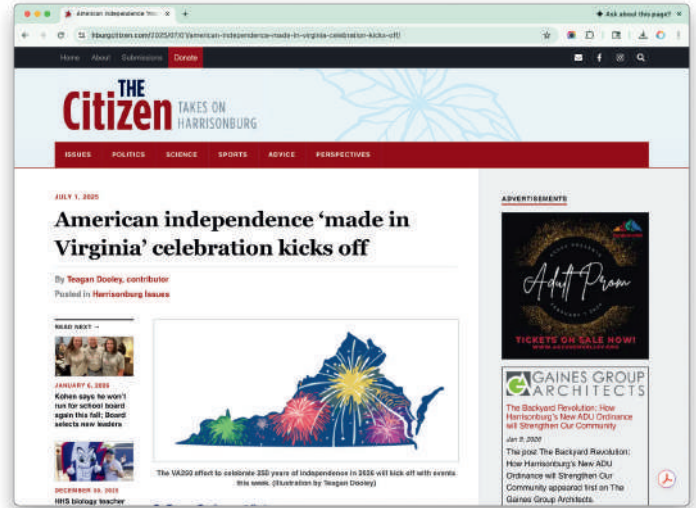 American Independence 'ma
Ask about this page?
hburgcitizen.com/2025/07/01/american-independence-made-in-virginia-celebration-kicks-off/
Home About Submissions Donate
THE
Citizen
TAKES ON
HARRISONBURG
ISSUES POLITICS SCIENCE SPORTS ADVICE PERSPECTIVES
JULY 1, 2025
American independence ‘made in
Virginia’ celebration kicks off
By Teagan Dooley, contributor
Posted in Harrisonburg Issues
READ NEXT →
JANUARY 6, 2026
Kohen says he won't
run for school board
again this fall; Board
selects new leaders
DECEMBER 30, 2025
HHS biology teacher
The VA250 effort to celebrate 250 years of independence in 2026 will kick off with events
this week. (Illustration by Teagan Dooley)
ADVERTISEMENTS
PRESENTS
Adult Prom
FEBRUARY 7 2026
TICKETS ON SALE NOW!
GAINES GROUP
ARCHITECTS
The Backyard Revolution: How
Harrisonburg's New ADU Ordinance
will Strengthen Our Community
Jan 9, 2026
The post The Backyard Revolution:
How Harrisonburg's New ADU
Ordinance will Strengthen Our
Community appeared first on The
Gaines Group Architects.